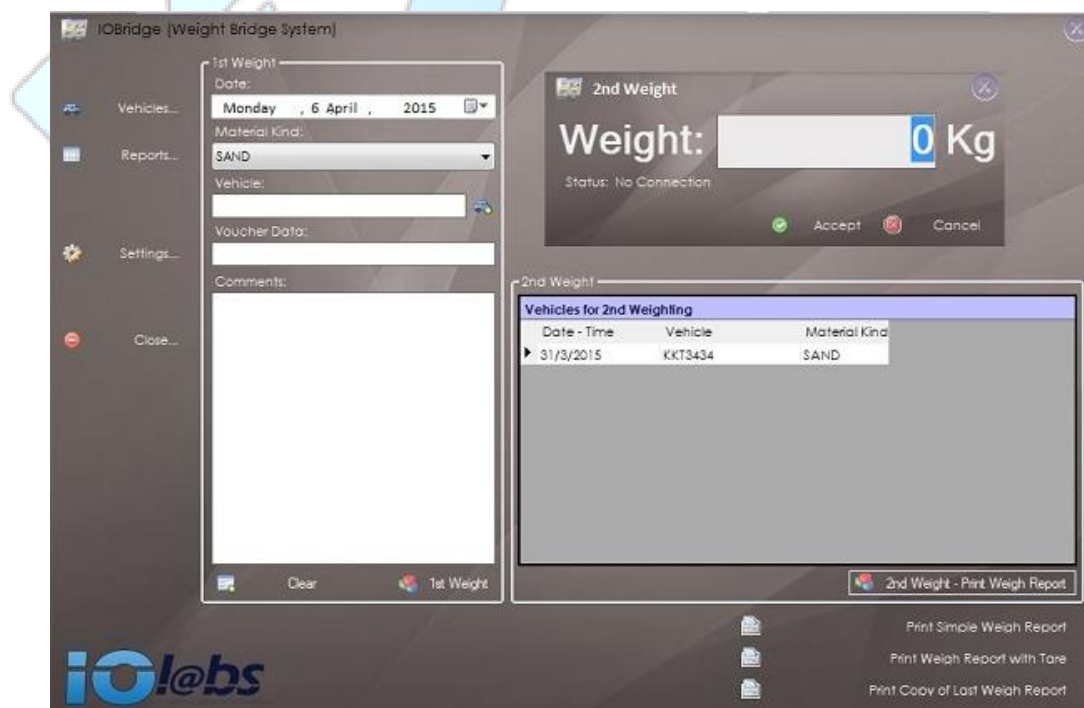 IOBridge (Weight Bridge System)
Vehicles...
Reports...
Settings...
Close...
1st Weight
Date:
Monday , 6 April , 2015
Material Kind:
SAND
Vehicle:
Voucher Data:
Comments:
Clear
1st Weight
2nd Weight
Weight: 0 Kg
Status: No Connection
Accept
Cancel
2nd Weight
Vehicles for 2nd Weighting
Date - Time Vehicle Material Kind
31/3/2015 KKT3434 SAND
2nd Weight - Print Weigh Report
Print Simple Weigh Report
Print Weigh Report with Tare
Print Copy of Last Weigh Report
iOl@bs